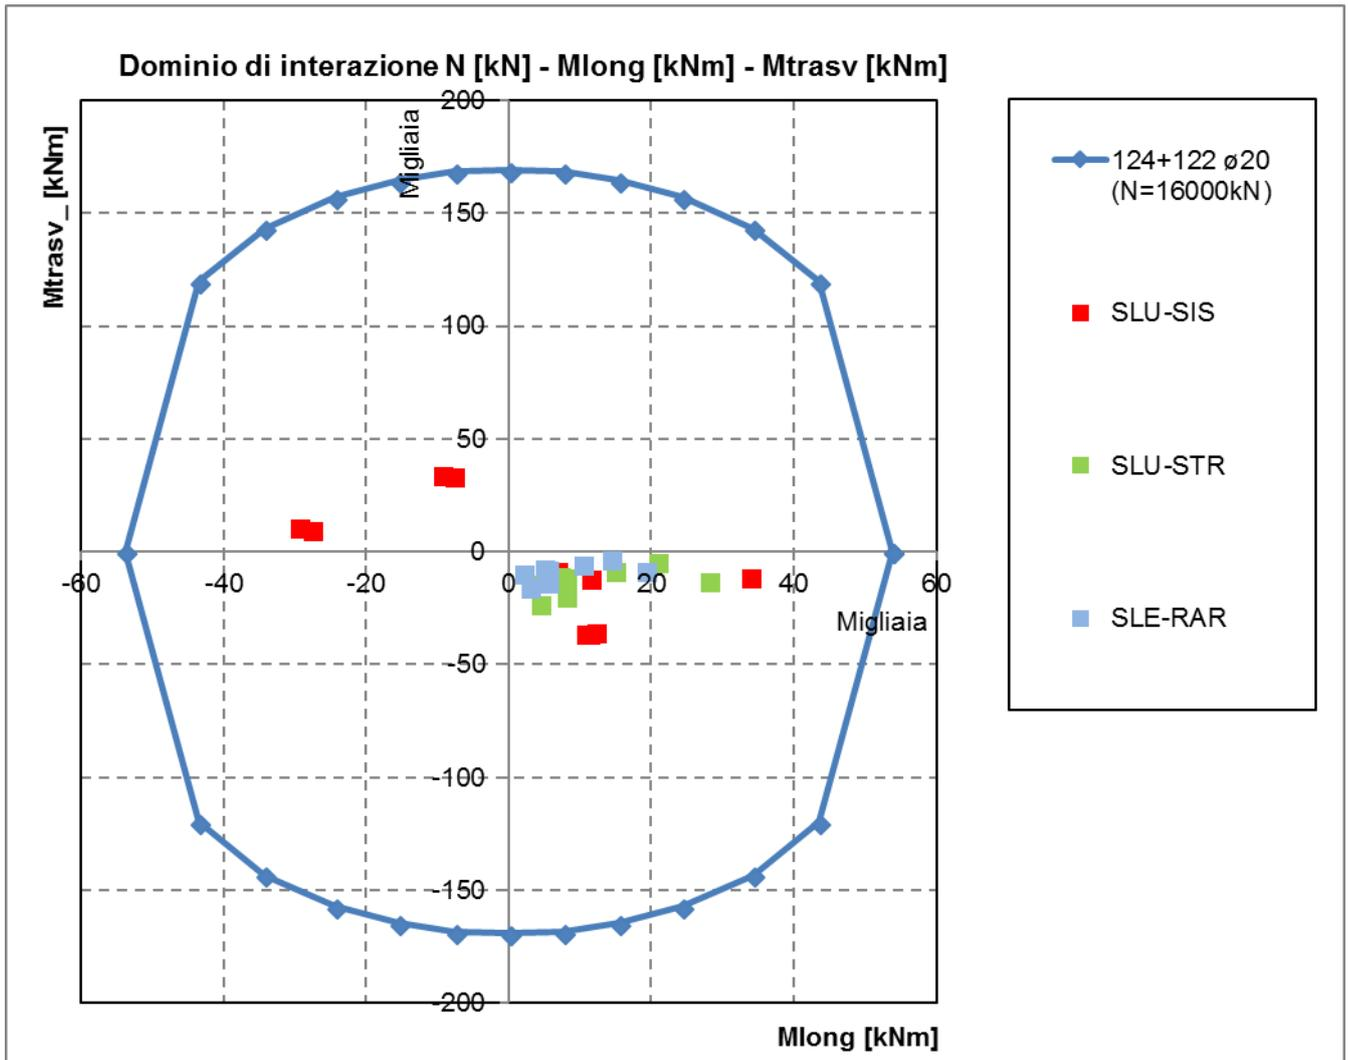 Dominio di interazione N [kN] - Mlong [kNm] - Mtrasv [kNm]
Mtrasv_ [kNm]
Migliaia
200
150
100
50
0
-50
-100
-150
-200
-60
-40
-20
0
20
40
60
Migliaia
Mlong [kNm]
124+122 ø20
(N=16000kN)
SLU-SIS
SLU-STR
SLE-RAR